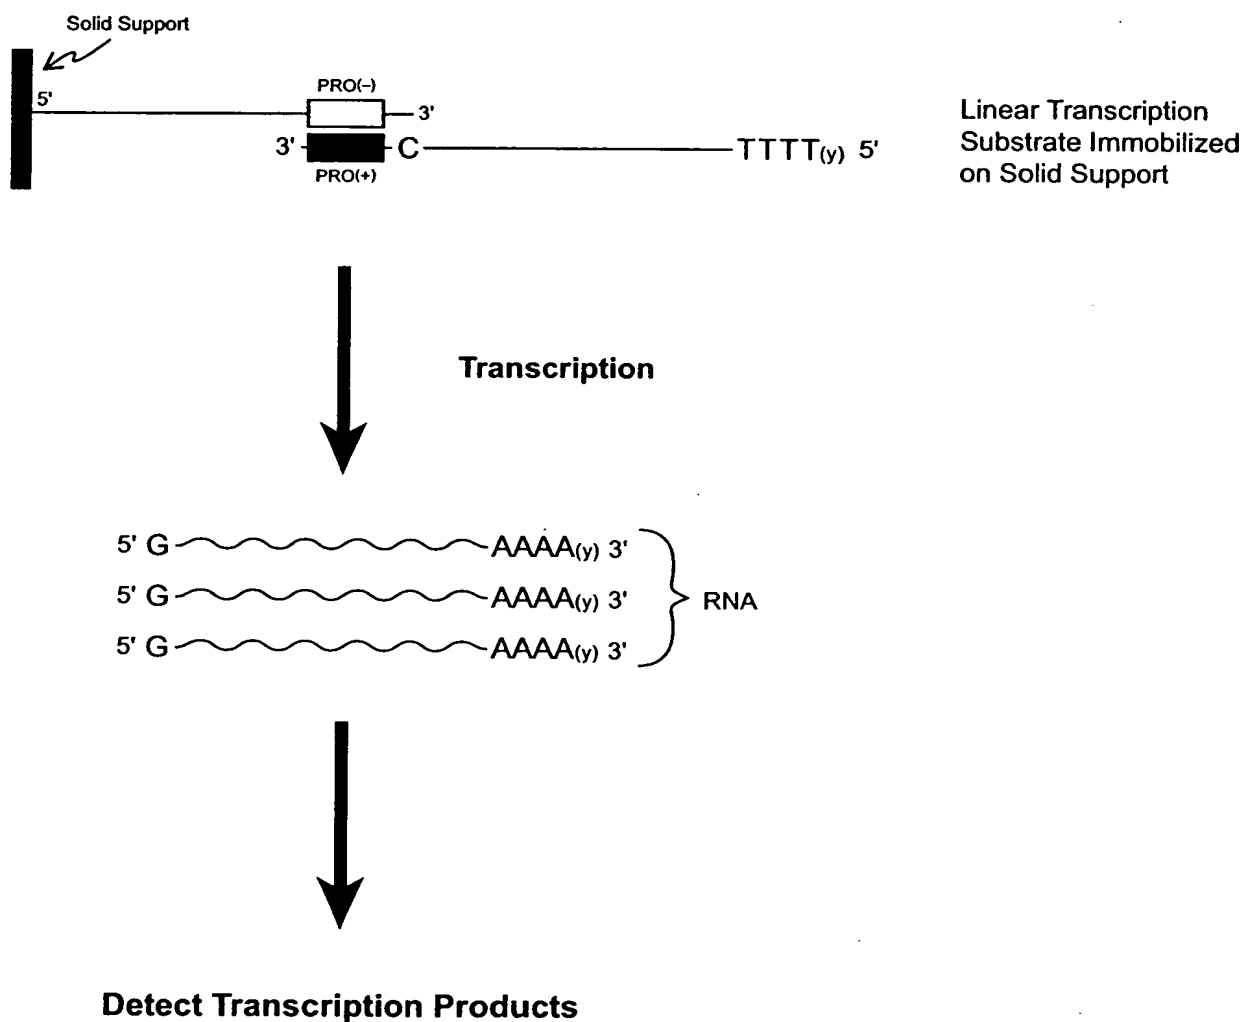 Solid Support
5'
PRO(−)
3'
3'
C
TTTT(y) 5'
PRO(+)
Linear Transcription
Substrate Immobilized
on Solid Support
Transcription
5' G AAAA(y) 3'
5' G AAAA(y) 3'
5' G AAAA(y) 3'
RNA
Detect Transcription Products